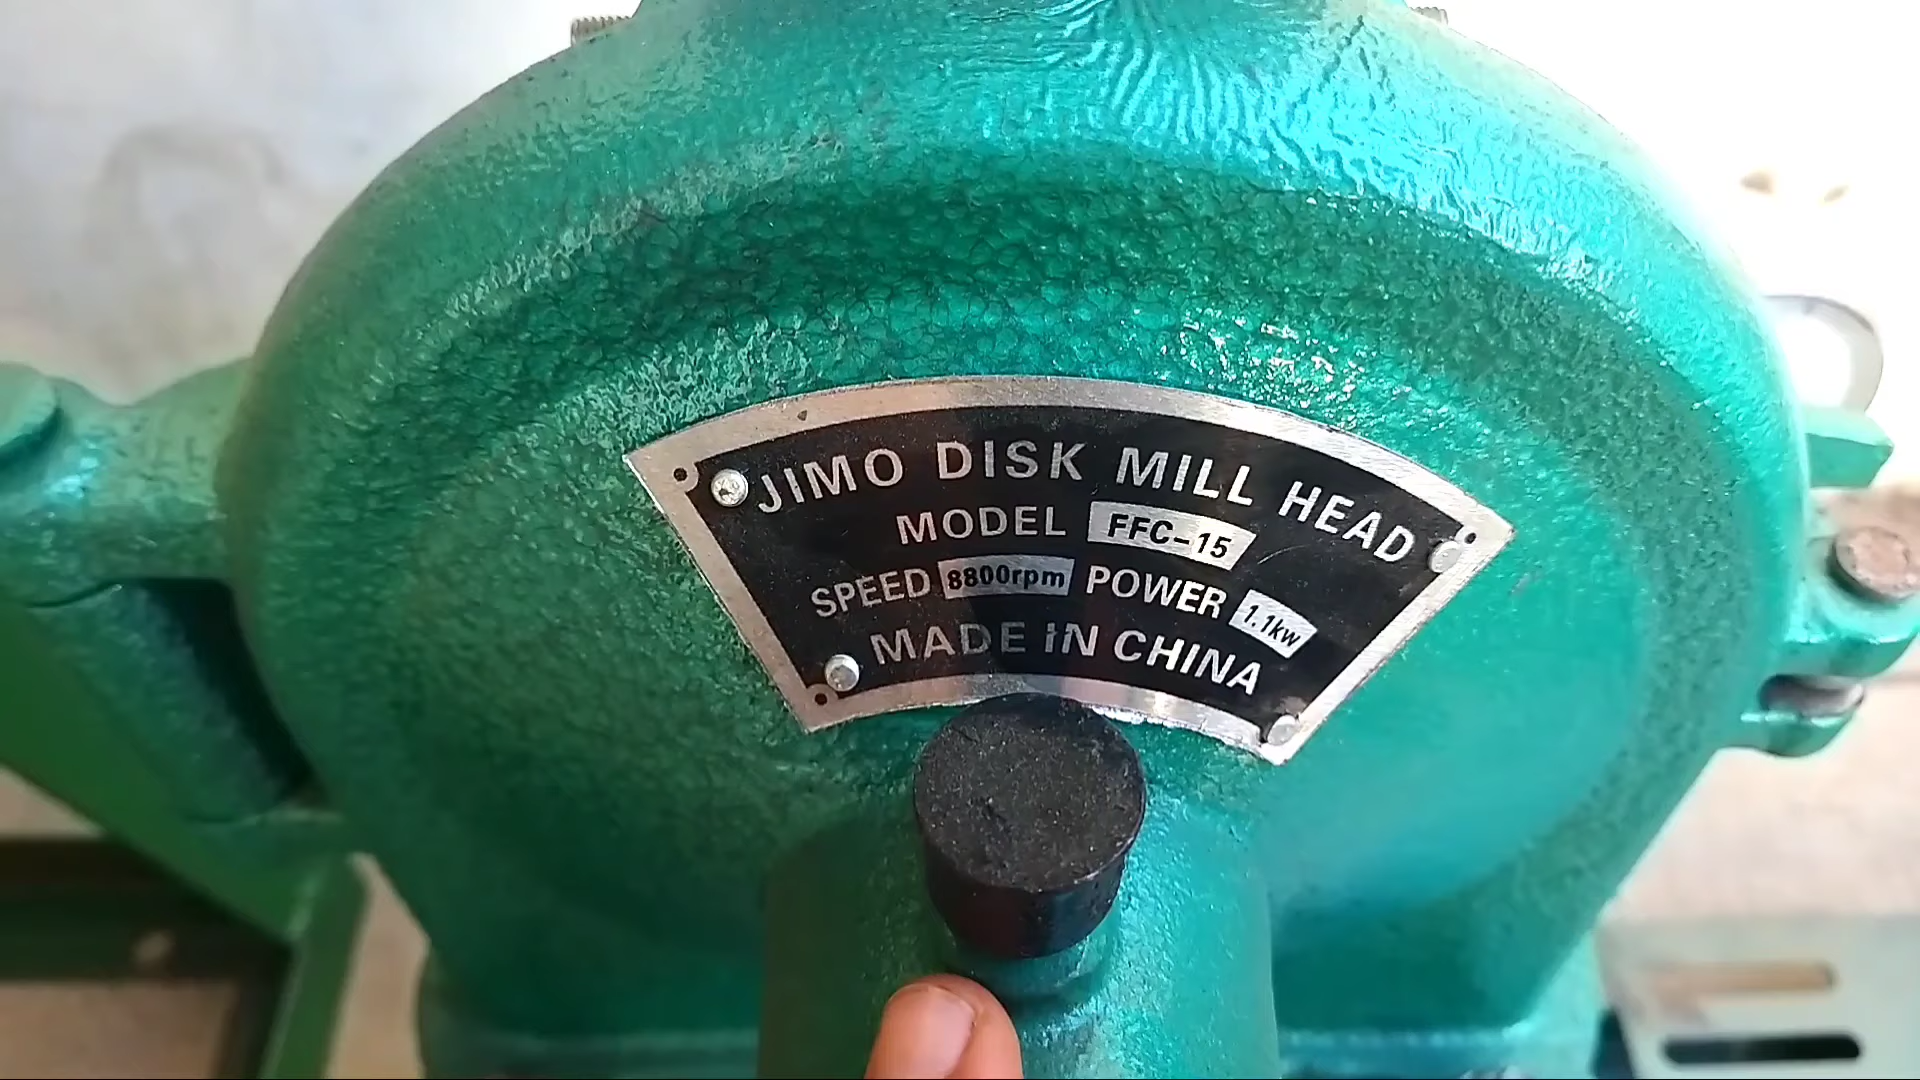 JIMO DISK MILL HEAD
MODEL FFC-15
SPEED 8800rpm POWER 1.1kw
MADE IN CHINA